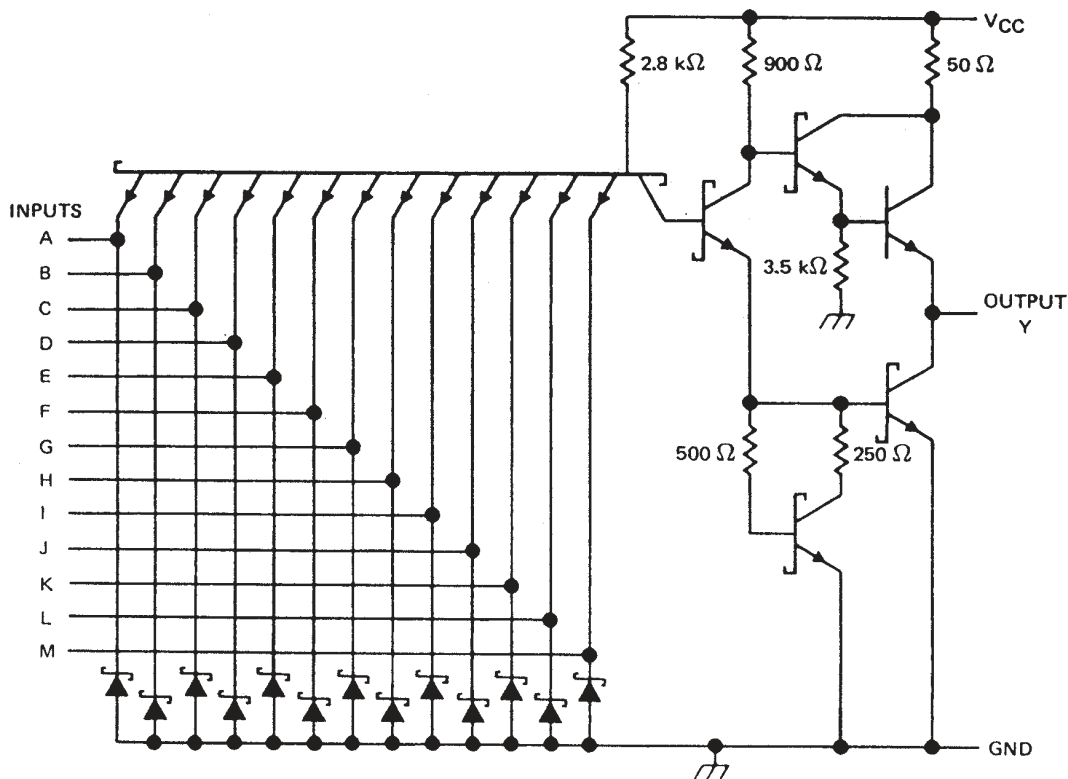 VCC
2.8 kΩ
900 Ω
50 Ω
INPUTS
A
B
C
D
E
F
G
H
I
J
K
L
M
3.5 kΩ
OUTPUT
Y
500 Ω
250 Ω
GND